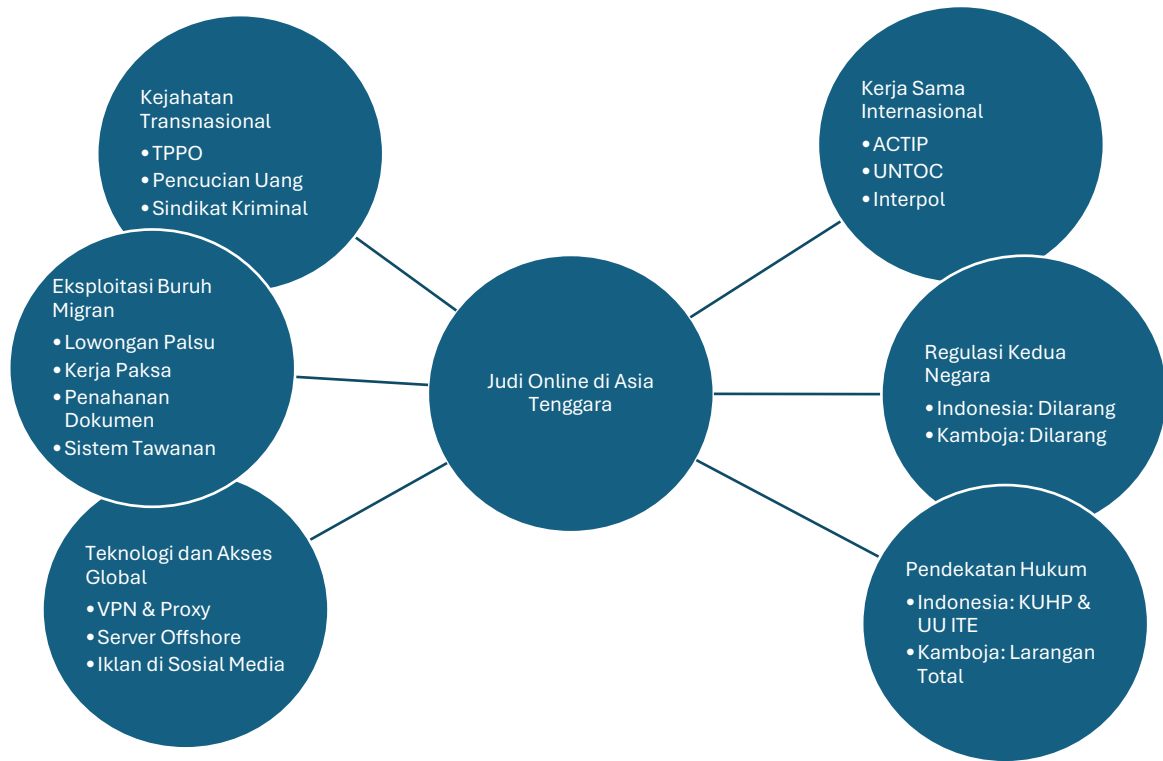 Kejahatan
Transnasional
•TPPO
•Pencucian Uang
•Sindikat Kriminal
Eksploitasi Buruh
Migran
•Lowongan Palsu
•Kerja Paksa
•Penahanan
Dokumen
•Sistem Tawanan
Teknologi dan Akses
Global
•VPN & Proxy
•Server Offshore
•Iklan di Sosial Media
Judi Online di Asia
Tenggara
Kerja Sama
Internasional
•ACTIP
•UNTOC
•Interpol
Regulasi Kedua
Negara
•Indonesia: Dilarang
•Kamboja: Dilarang
Pendekatan Hukum
•Indonesia: KUHP &
UU ITE
•Kamboja: Larangan
Total